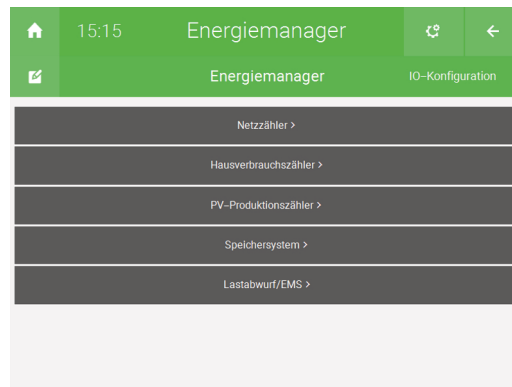 15:15 Energiemanager
Energiemanager IO-Konfiguration
Netzzähler >
Hausverbrauchszähler >
PV-Produktionszähler >
Speichersystem >
Lastabwurf/EMS >